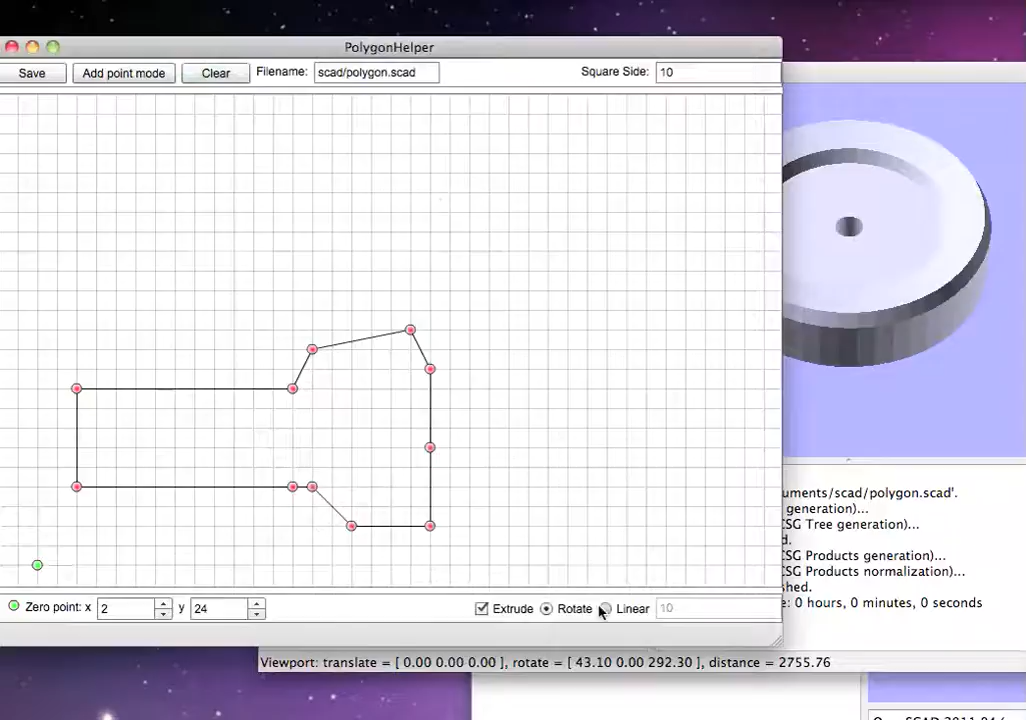 PolygonHelper
Save
Add point mode
Clear
Filename:
scad/polygon.scad
Square Side:
10
uments/scad/polygon.scad'.
generation)...
CSG Tree generation)...
d.
CSG Products generation)...
CSG Products normalization)...
shed.
e: 0 hours, 0 minutes, 0 seconds
Zero point: x
2
y
24
Extrude
Rotate
Linear
10
Viewport: translate = [ 0.00 0.00 0.00 ], rotate = [ 43.10 0.00 292.30 ], distance = 2755.76